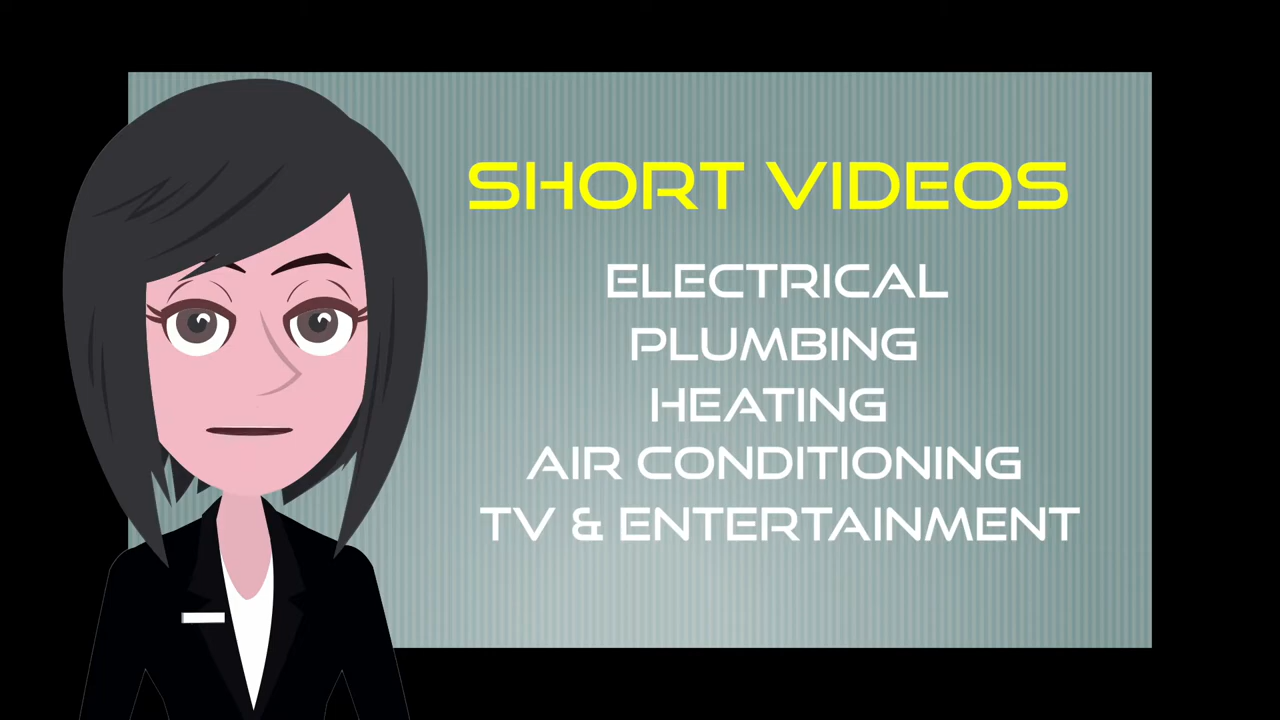 SHORT VIDEOS
ELECTRICAL
PLUMBING
HEATING
AIR CONDITIONING
TV & ENTERTAINMENT